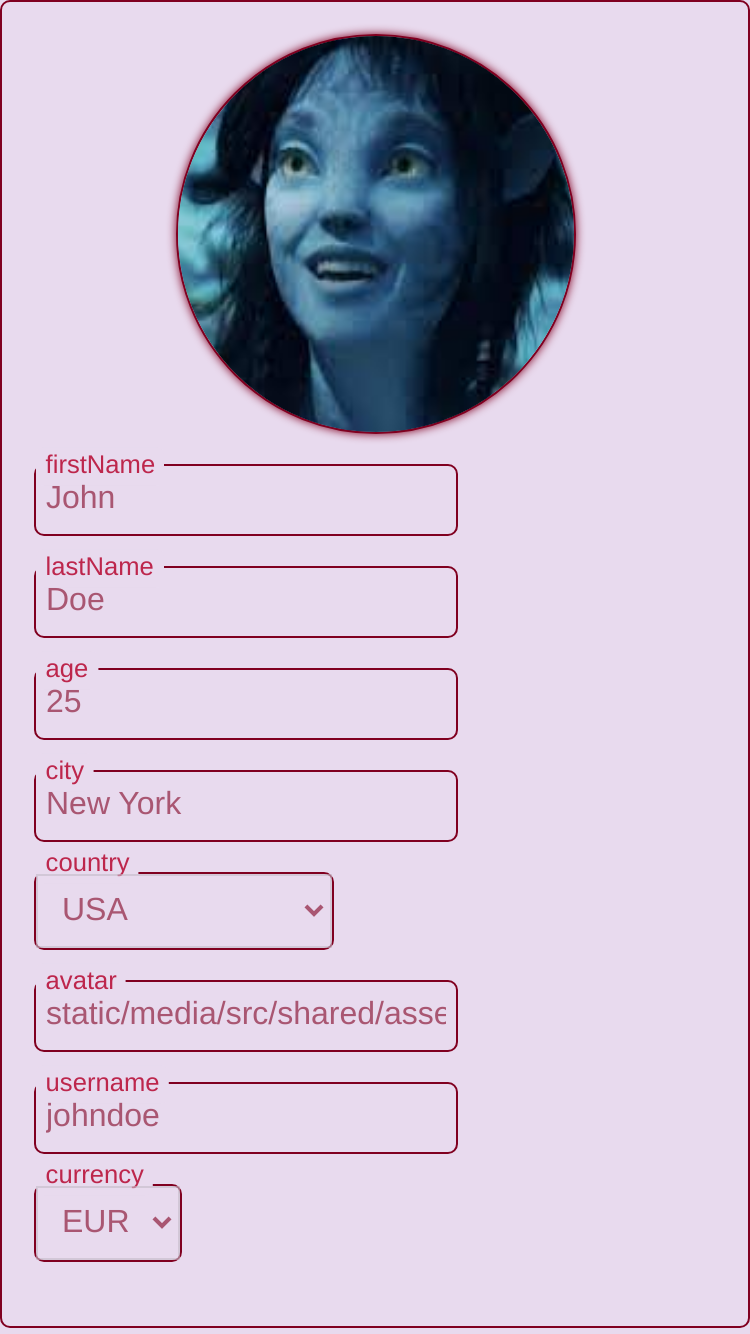 firstName
John
lastName
Doe
age
25
city
New York
country
USA
avatar
static/media/src/shared/asse
username
johndoe
currency
EUR